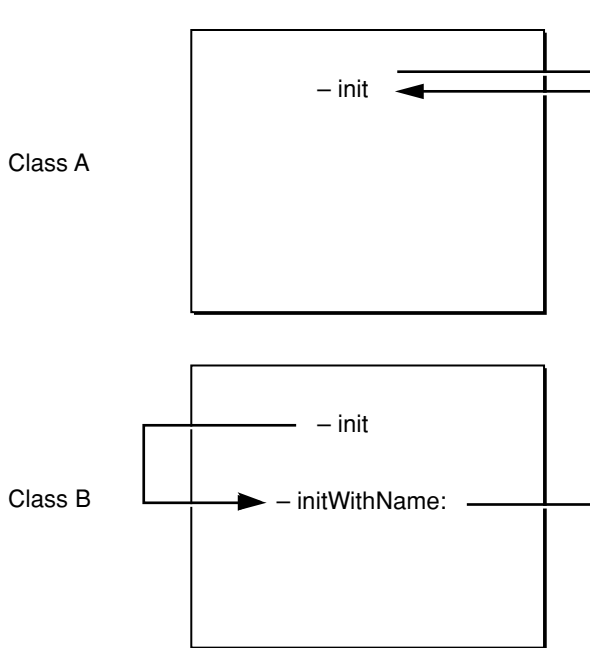 – init
Class A
– init
Class B
– initWithName: